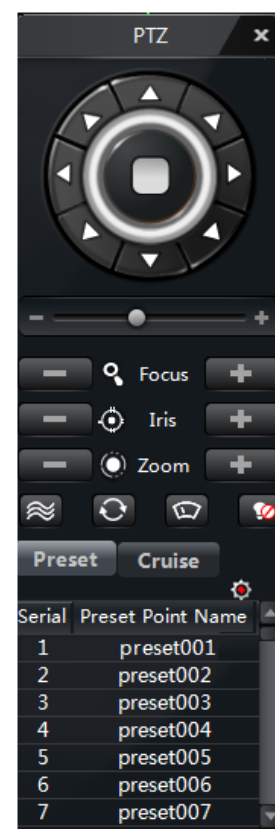 PTZ
Focus
Iris
Zoom
Preset Cruise
Serial Preset Point Name
1 preset001
2 preset002
3 preset003
4 preset004
5 preset005
6 preset006
7 preset007